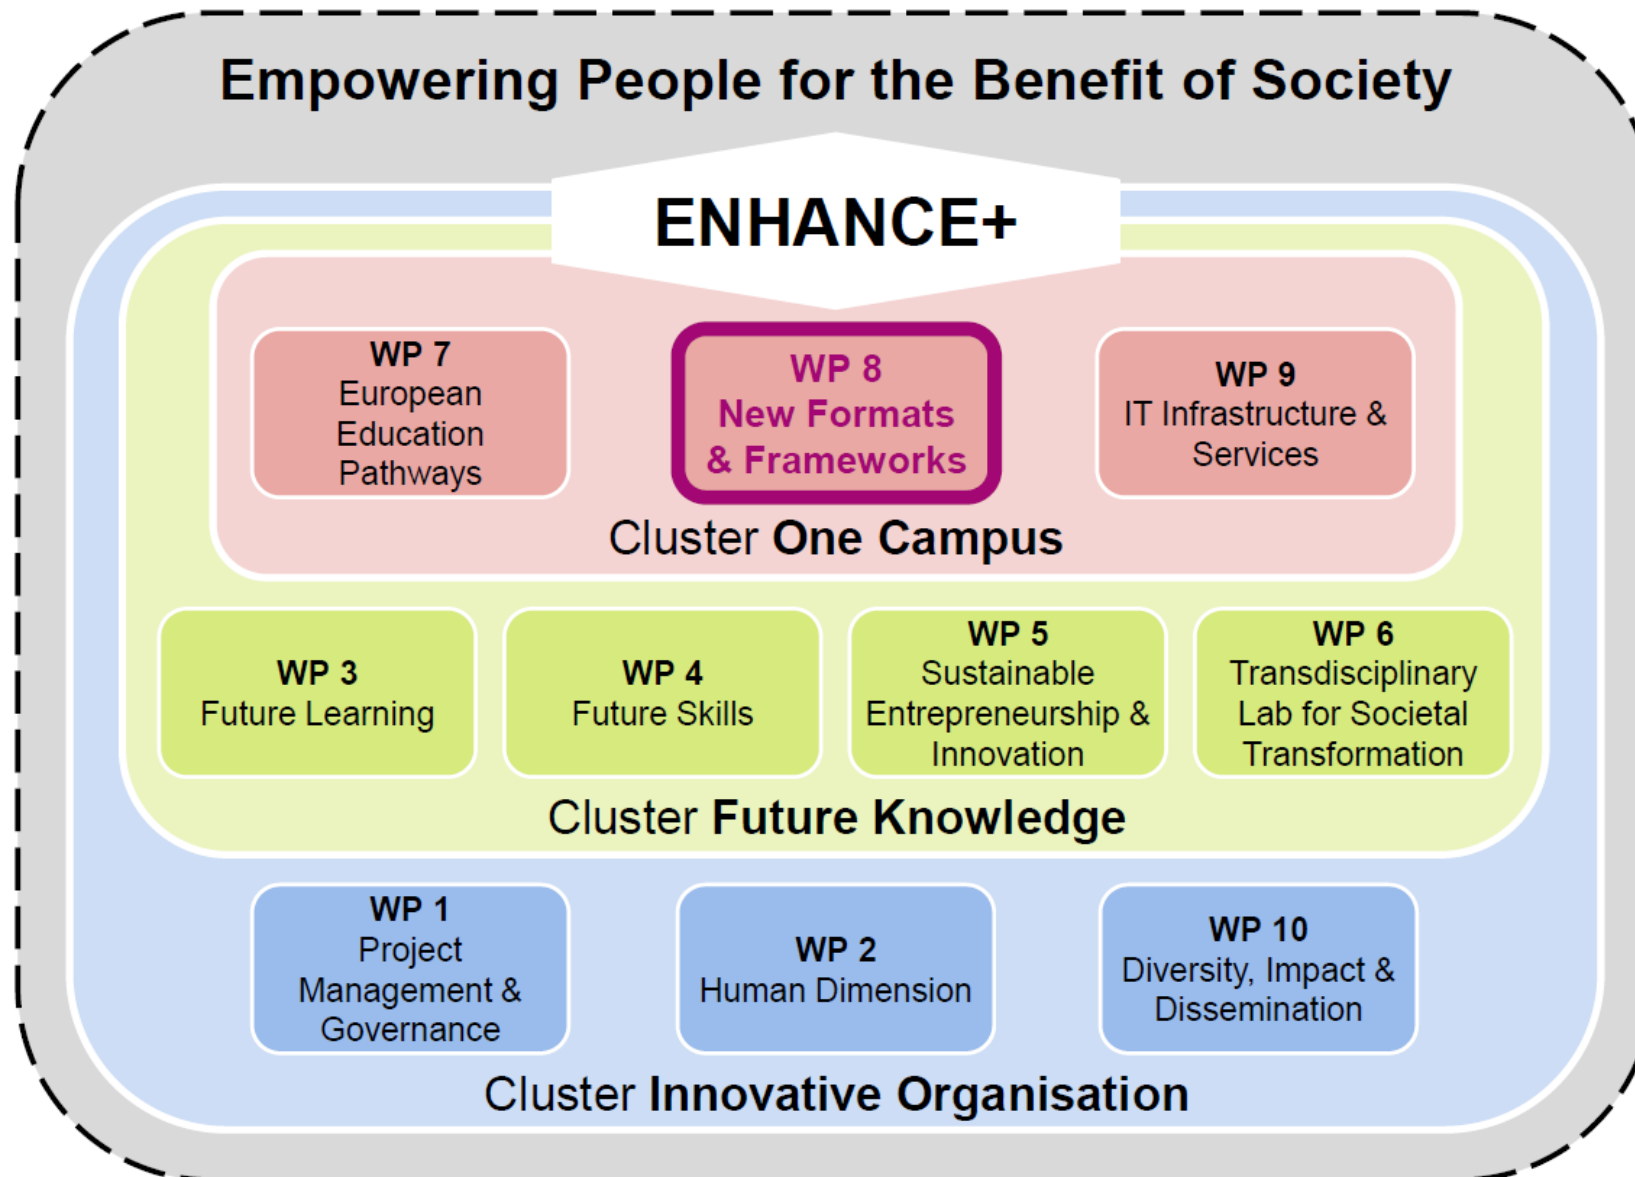 Empowering People for the Benefit of Society
ENHANCE+
WP 7
European
Education
Pathways
WP 8
New Formats
& Frameworks
WP 9
IT Infrastructure &
Services
Cluster One Campus
WP 3
Future Learning
WP 4
Future Skills
WP 5
Sustainable
Entrepreneurship &
Innovation
WP 6
Transdisciplinary
Lab for Societal
Transformation
Cluster Future Knowledge
WP 1
Project
Management &
Governance
WP 2
Human Dimension
WP 10
Diversity, Impact &
Dissemination
Cluster Innovative Organisation